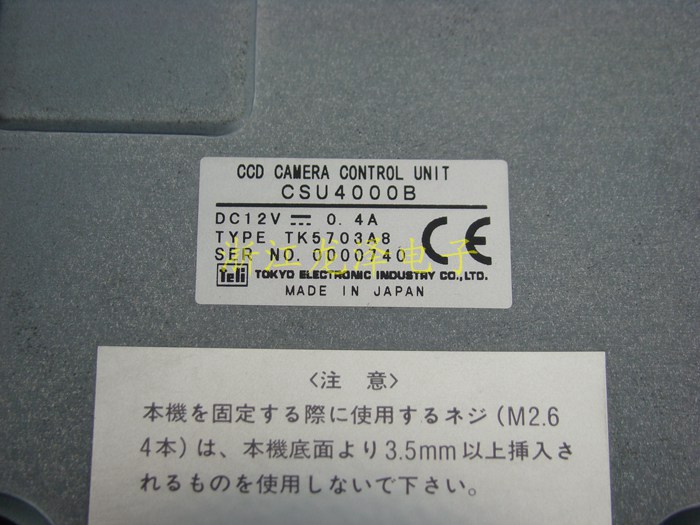 CCD CAMERA CONTROL UNIT
CSU4000B
DC12V ⎓ 0.4A
TYPE TK5703A8
SER NO. 0000740
CE
Teli TOKYO ELECTRONIC INDUSTRY CO.,LTD.
MADE IN JAPAN
浙江龙泽电子
〈注 意〉
本機を固定する際に使用するネジ(M2.6
4本)は、本機底面より3.5mm以上挿入さ
れるものを使用しないで下さい。